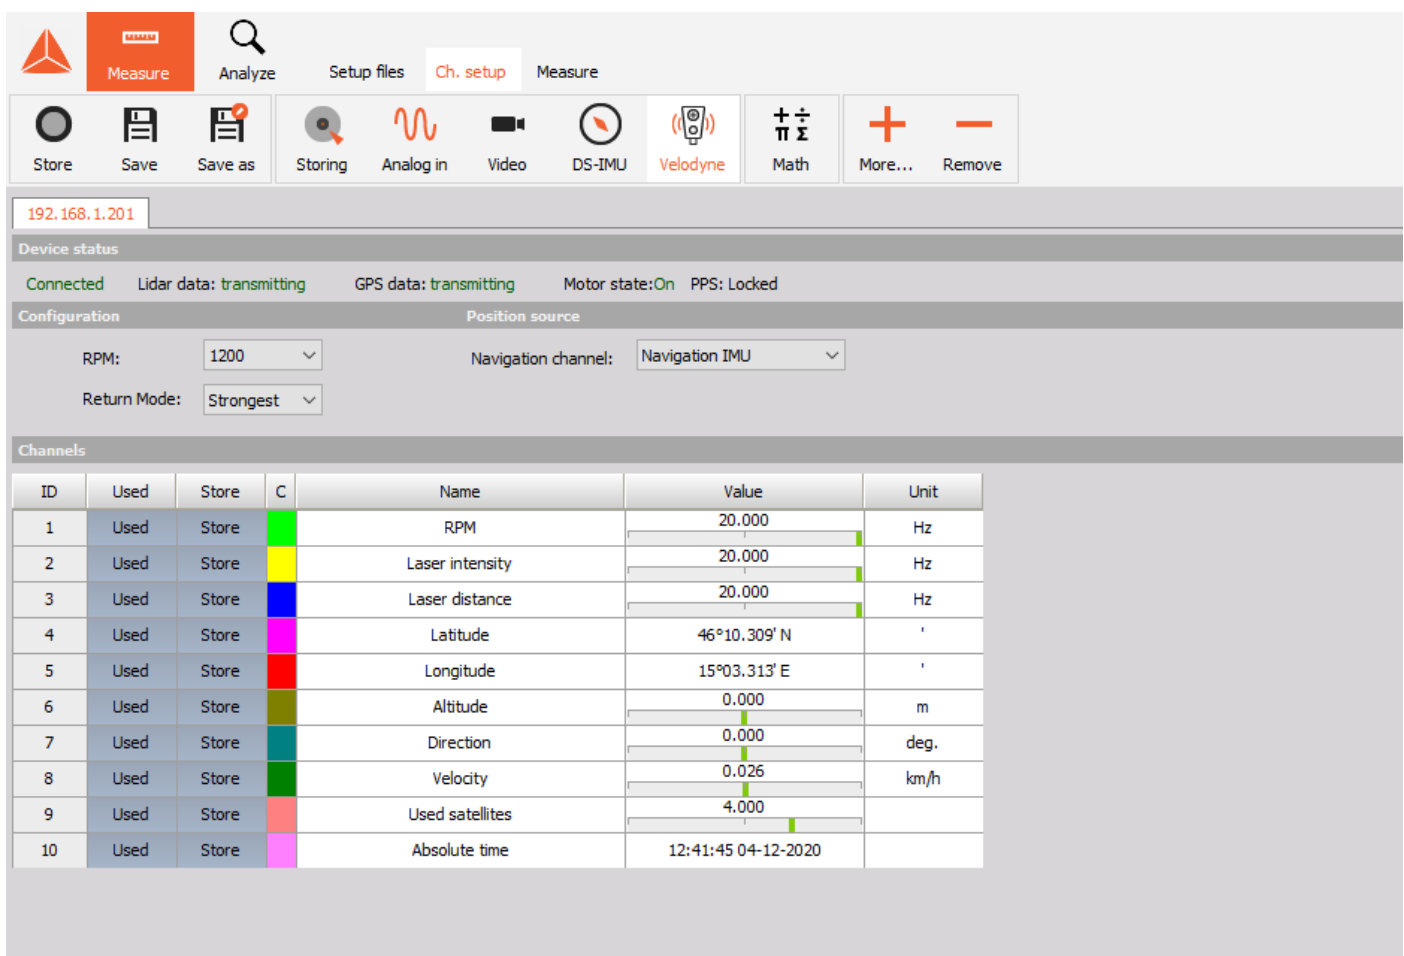 Measure Analyze Setup files Ch. setup Measure
Store Save Save as Storing Analog in Video DS-IMU Velodyne Math More... Remove
192.168.1.201
Device status
Connected Lidar data: transmitting GPS data: transmitting Motor state:On PPS: Locked
Configuration Position source
RPM: 1200 Navigation channel: Navigation IMU
Return Mode: Strongest
Channels
ID Used Store C Name Value Unit
1 Used Store RPM 20.000 Hz
2 Used Store Laser intensity 20.000 Hz
3 Used Store Laser distance 20.000 Hz
4 Used Store Latitude 46°10.309' N '
5 Used Store Longitude 15°03.313' E '
6 Used Store Altitude 0.000 m
7 Used Store Direction 0.000 deg.
8 Used Store Velocity 0.026 km/h
9 Used Store Used satellites 4.000
10 Used Store Absolute time 12:41:45 04-12-2020